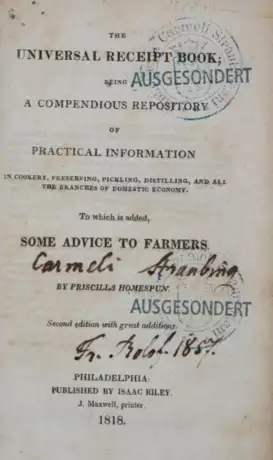 THE
UNIVERSAL RECEIPT BOOK;
BEING
AUSGESONDERT
A COMPENDIOUS REPOSITORY
OF
PRACTICAL INFORMATION
IN COOKERY, PRESERVING, PICKLING, DISTILLING, AND ALL
THE BRANCHES OF DOMESTIC ECONOMY.
To which is added,
SOME ADVICE TO FARMERS
Carmeli Straubing
BY PRISCILLA HOMESPUN.
AUSGESONDERT
Second edition with great additions.
Fr. 1857.
PHILADELPHIA:
PUBLISHED BY ISAAC RILEY.
J. Maxwell, printer.
1818.